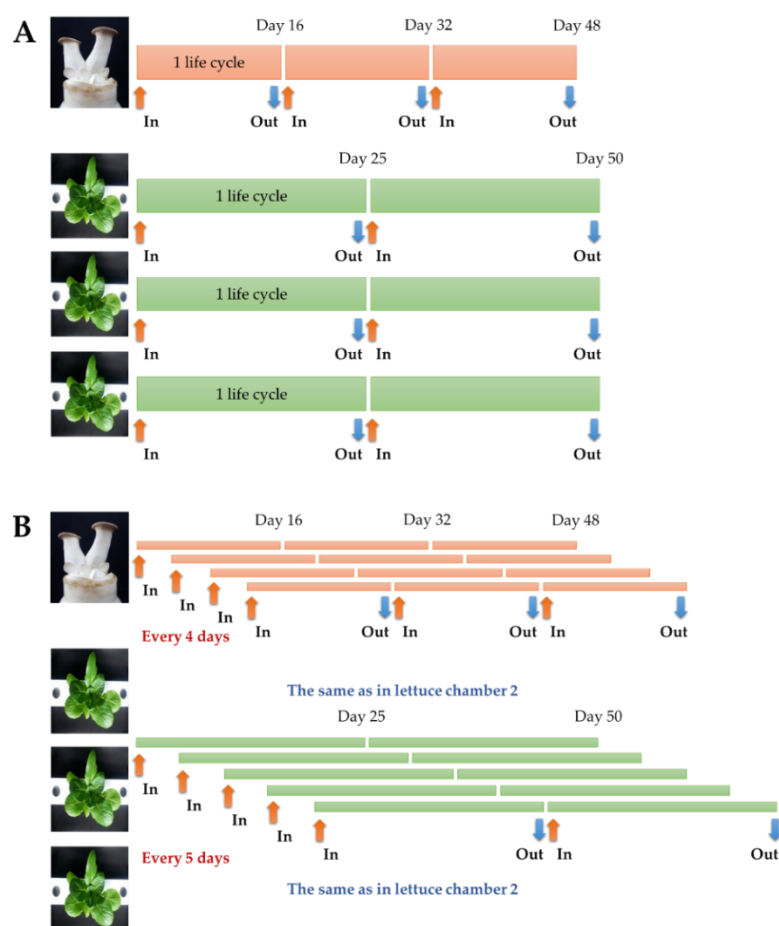 A
Day 16 Day 32 Day 48
1 life cycle
In Out In Out In Out
Day 25 Day 50
1 life cycle
In Out In Out
1 life cycle
In Out In Out
1 life cycle
In Out In Out
B
Day 16 Day 32 Day 48
In
In
In
In Out In Out In Out
Every 4 days
The same as in lettuce chamber 2
Day 25 Day 50
In
In
In
In
In Out In Out
Every 5 days
The same as in lettuce chamber 2